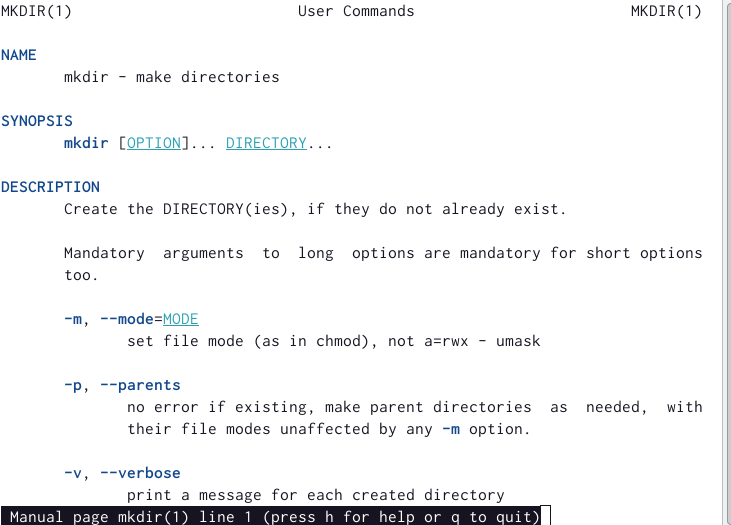 MKDIR(1)                         User Commands                        MKDIR(1)
NAME
       mkdir - make directories
SYNOPSIS
       mkdir [OPTION]... DIRECTORY...
DESCRIPTION
       Create the DIRECTORY(ies), if they do not already exist.
       Mandatory  arguments  to  long  options are mandatory for short options
       too.
       -m, --mode=MODE
              set file mode (as in chmod), not a=rwx - umask
       -p, --parents
              no error if existing, make parent directories  as  needed,  with
              their file modes unaffected by any -m option.
       -v, --verbose
              print a message for each created directory
 Manual page mkdir(1) line 1 (press h for help or q to quit)